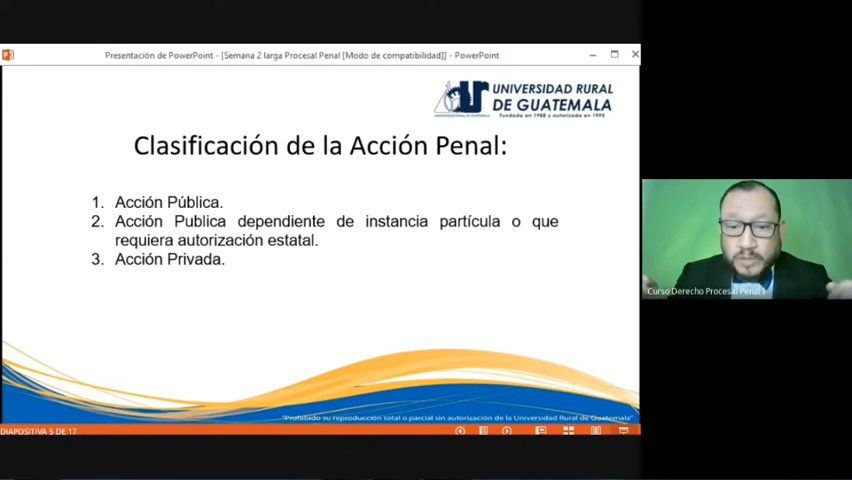 Presentación de PowerPoint - [Semana 2 larga Procesal Penal [Modo de compatibilidad]] - PowerPoint
UNIVERSIDAD RURAL
DE GUATEMALA
Fundada en 1988 y autorizada en 1995
Clasificación de la Acción Penal:
1. Acción Pública.
2. Acción Publica dependiente de instancia partícula o que
requiera autorización estatal.
3. Acción Privada.
Curso Derecho Procesal Penal I
"Prohibido su reproducción total o parcial sin autorización de la Universidad Rural de Guatemala"
DIAPOSITIVA 5 DE 17